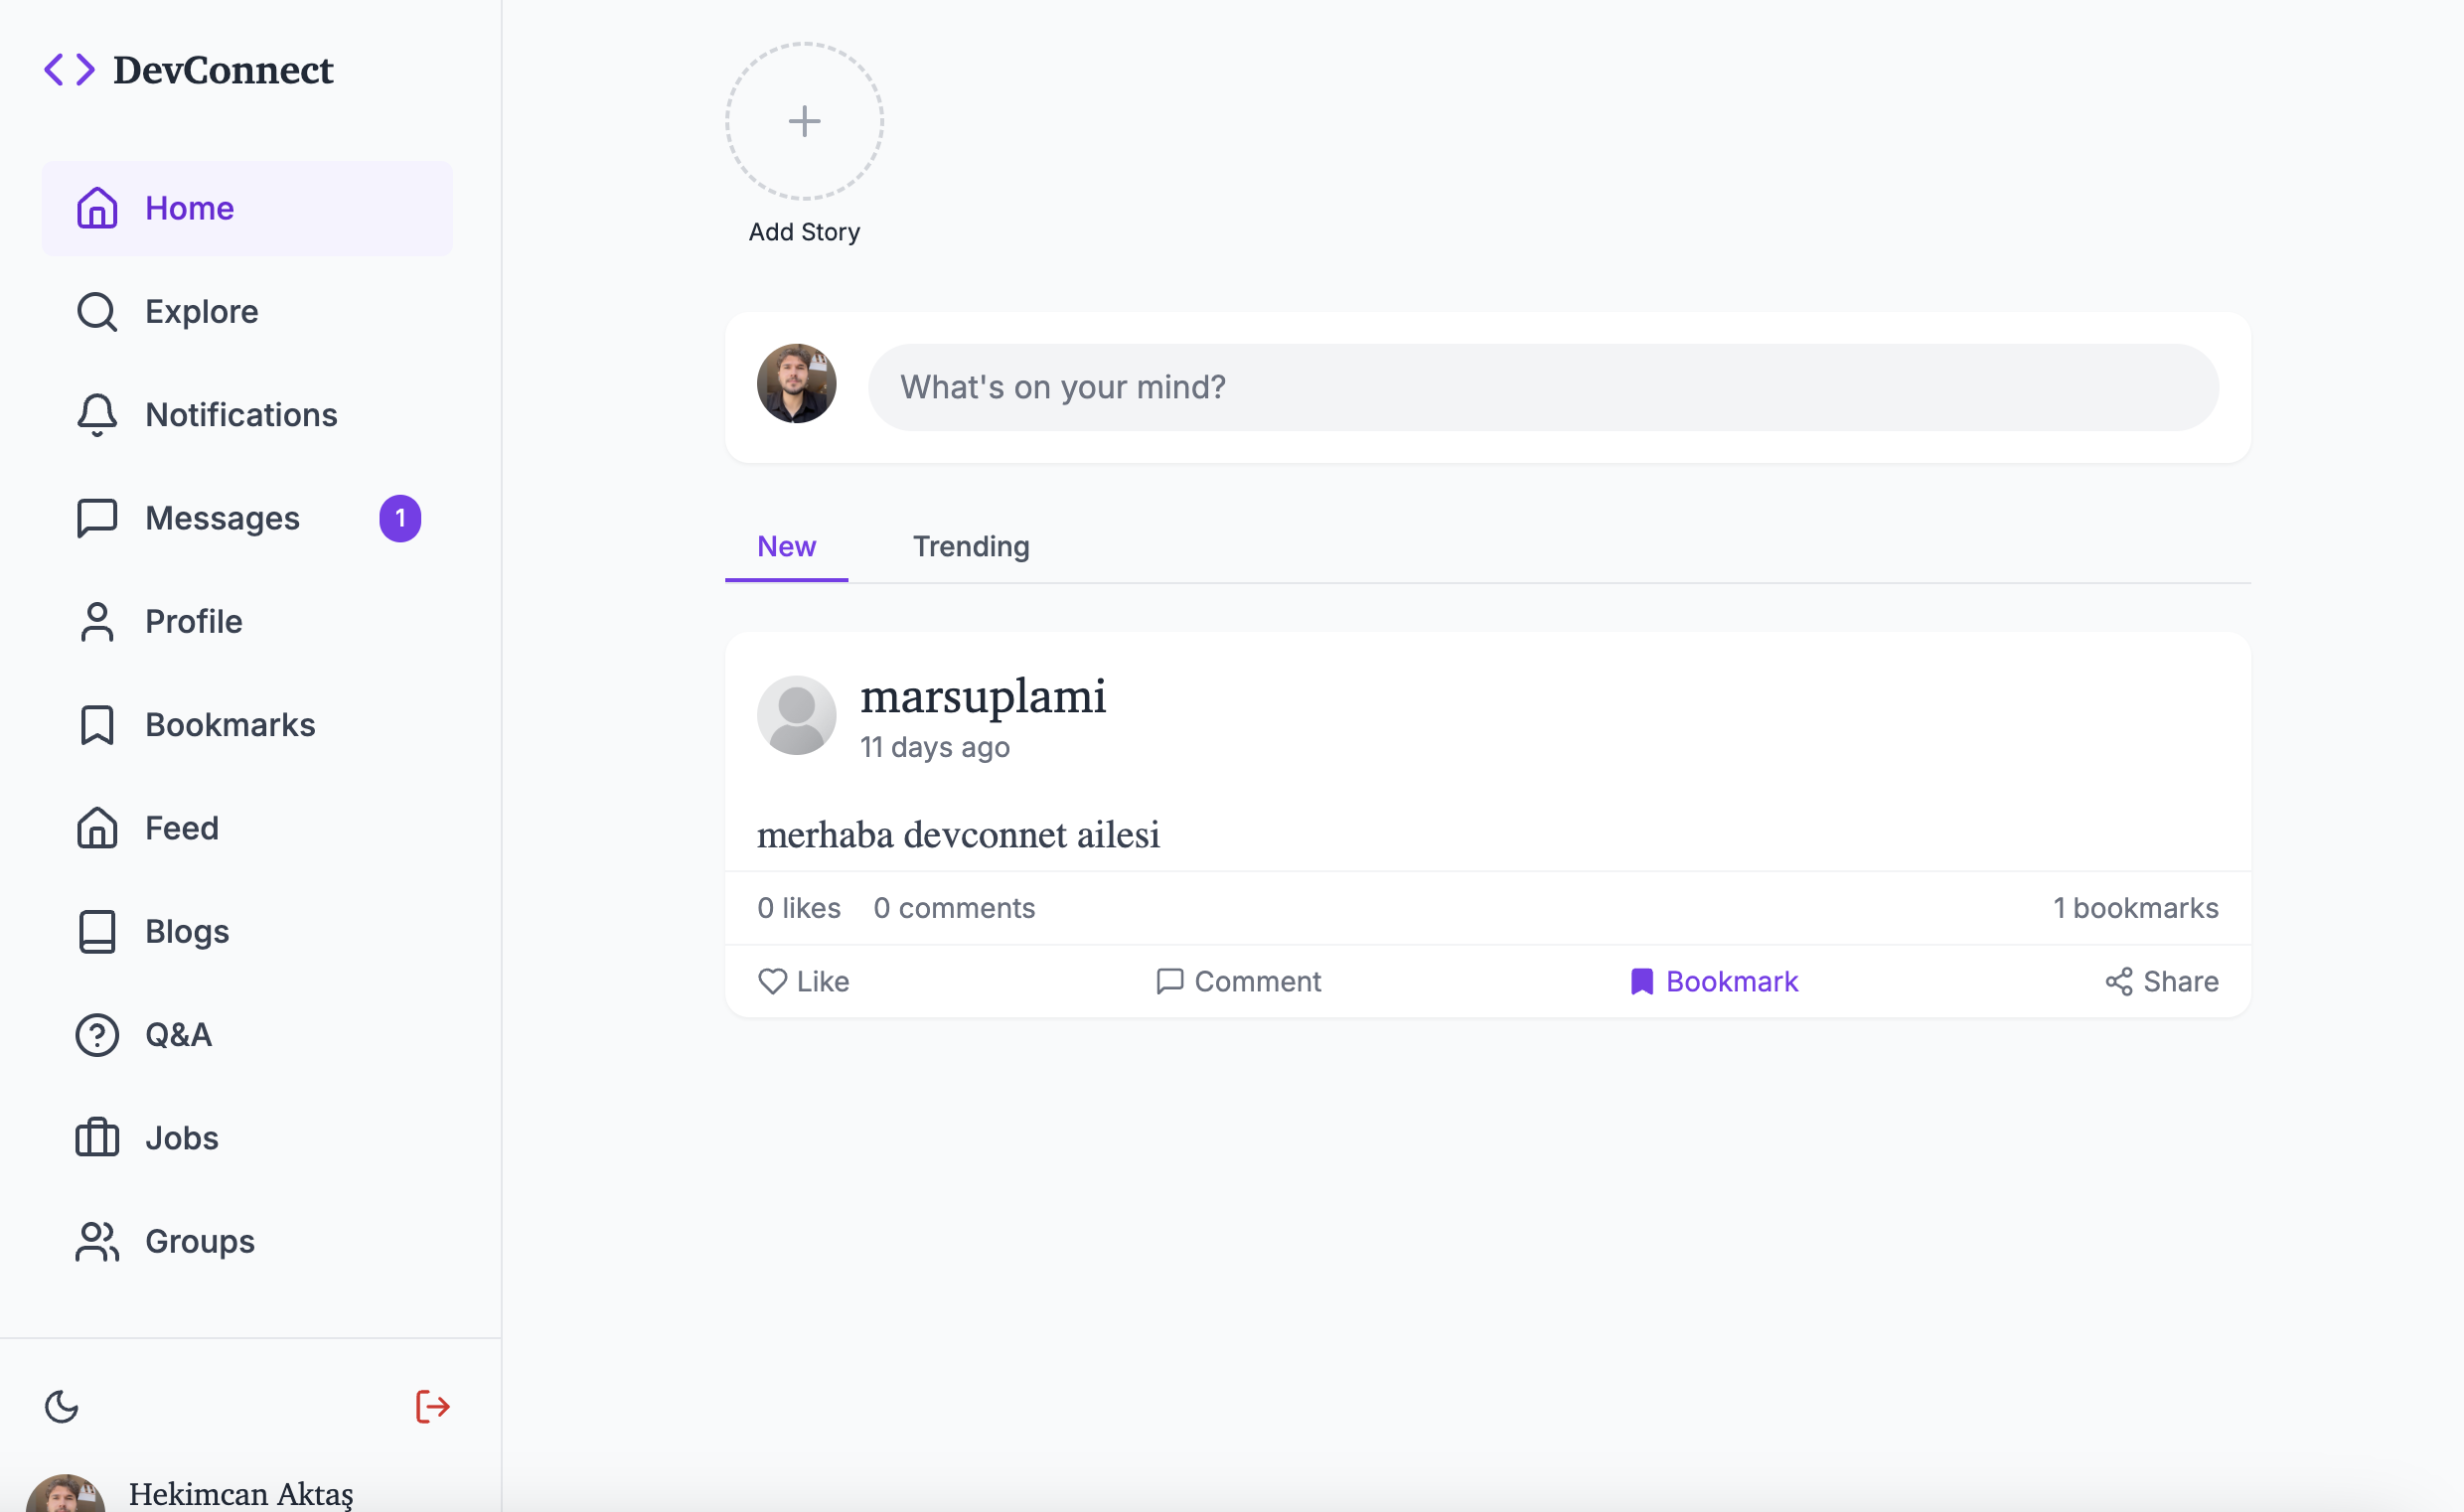 DevConnect
Home
Explore
Notifications
Messages 1
Profile
Bookmarks
Feed
Blogs
Q&A
Jobs
Groups
Hekimcan Aktaş
Add Story
What's on your mind?
New Trending
marsuplami
11 days ago
merhaba devconnet ailesi
0 likes 0 comments 1 bookmarks
Like Comment Bookmark Share